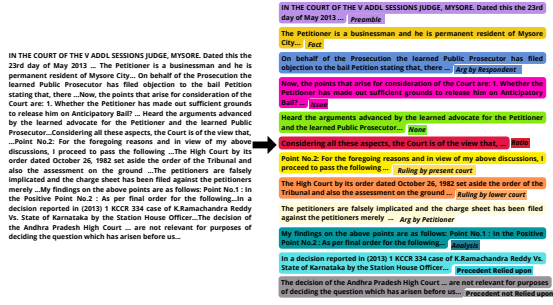 IN THE COURT OF THE V ADDL SESSIONS JUDGE, MYSORE. Dated this the
23rd day of May 2013 ... The Petitioner is a businessman and he is
permanent resident of Mysore City... On behalf of the Prosecution the
learned Public Prosecutor has filed objection to the bail Petition
stating that, there ...Now, the points that arise for consideration of the
Court are: 1. Whether the Petitioner has made out sufficient grounds
to release him on Anticipatory Bail? ... Heard the arguments advanced
by the learned advocate for the Petitioner and the learned Public
Prosecutor...Considering all these aspects, the Court is of the view that,
...Point No.2: For the foregoing reasons and in view of my above
discussions, I proceed to pass the following ...The High Court by its
order dated October 26, 1982 set aside the order of the Tribunal and
also the assessment on the ground ...The petitioners are falsely
implicated and the charge sheet has been filed against the petitioners
merely ...My findings on the above points are as follows: Point No.1 : In
the Positive Point No.2 : As per final order for the following...In a
decision reported in (2013) 1 KCCR 334 case of K.Ramachandra Reddy
Vs. State of Karnataka by the Station House Officer...The decision of
the Andhra Pradesh High Court ... are not relevant for purposes of
deciding the question which has arisen before us...
IN THE COURT OF THE V ADDL SESSIONS JUDGE, MYSORE. Dated this the 23rd
day of May 2013 ... Preamble
The Petitioner is a businessman and he is permanent resident of Mysore
City... Fact
On behalf of the Prosecution the learned Public Prosecutor has filed
objection to the bail Petition stating that, there ... Arg by Respondent
Now, the points that arise for consideration of the Court are: 1. Whether the
Petitioner has made out sufficient grounds to release him on Anticipatory
Bail? ... Issue
Heard the arguments advanced by the learned advocate for the Petitioner
and the learned Public Prosecutor... None
Considering all these aspects, the Court is of the view that, ... Ratio
Point No.2: For the foregoing reasons and in view of my above discussions, I
proceed to pass the following ... Ruling by present court
The High Court by its order dated October 26, 1982 set aside the order of the
Tribunal and also the assessment on the ground ... Ruling by lower court
The petitioners are falsely implicated and the charge sheet has been filed
against the petitioners merely ... Arg by Petitioner
My findings on the above points are as follows: Point No.1 : In the Positive
Point No.2 : As per final order for the following... Analysis
In a decision reported in (2013) 1 KCCR 334 case of K.Ramachandra Reddy Vs.
State of Karnataka by the Station House Officer... Precedent Relied upon
The decision of the Andhra Pradesh High Court ... are not relevant for purposes
of deciding the question which has arisen before us... Precedent not Relied upon